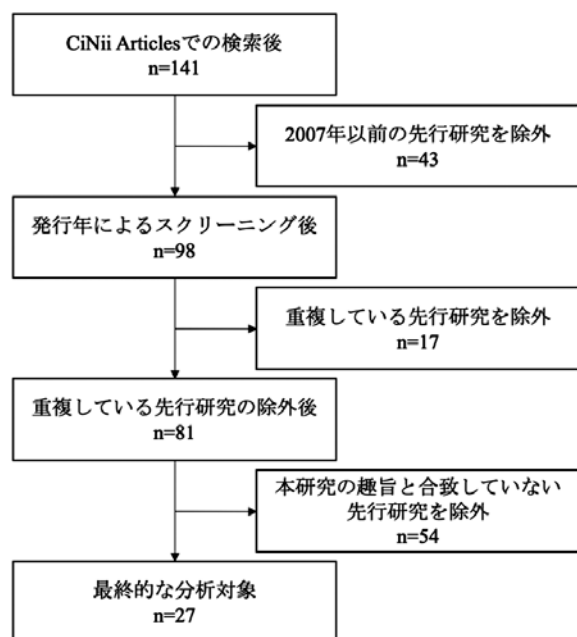 CiNii Articlesでの検索後
n=141
2007年以前の先行研究を除外
n=43
発行年によるスクリーニング後
n=98
重複している先行研究を除外
n=17
重複している先行研究の除外後
n=81
本研究の趣旨と合致していない
先行研究を除外
n=54
最終的な分析対象
n=27